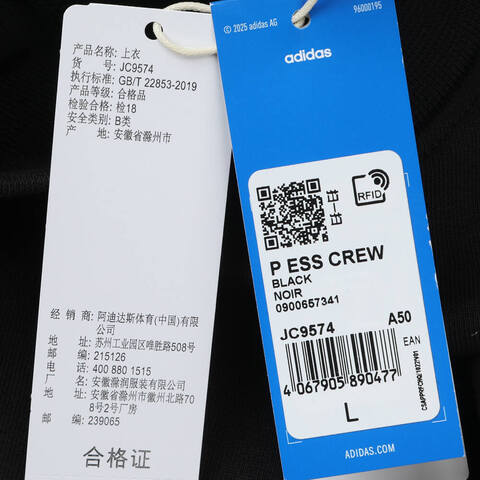 产品名称: 上衣
货 号: JC9574
执行标准: GB/T 22853-2019
产品等级: 合格品
检验合格: 检18
安全类别: B类
产 地: 安徽省滁州市
经 销 商: 阿迪达斯体育(中国)有限
公司
地 址: 苏州工业园区唯胜路508号
邮 编: 215126
电 话: 400 880 1515
厂 名: 安徽滁润服装有限公司
地 址: 安徽省滁州市徽州北路70
8号2号厂房
邮 编: 239065
合格证
© 2025 adidas AG
96000195
adidas
RFID
P ESS CREW
BLACK
NOIR
0900657341
JC9574 A50
EAN
4 067905 890477
L
ADIDAS.COM